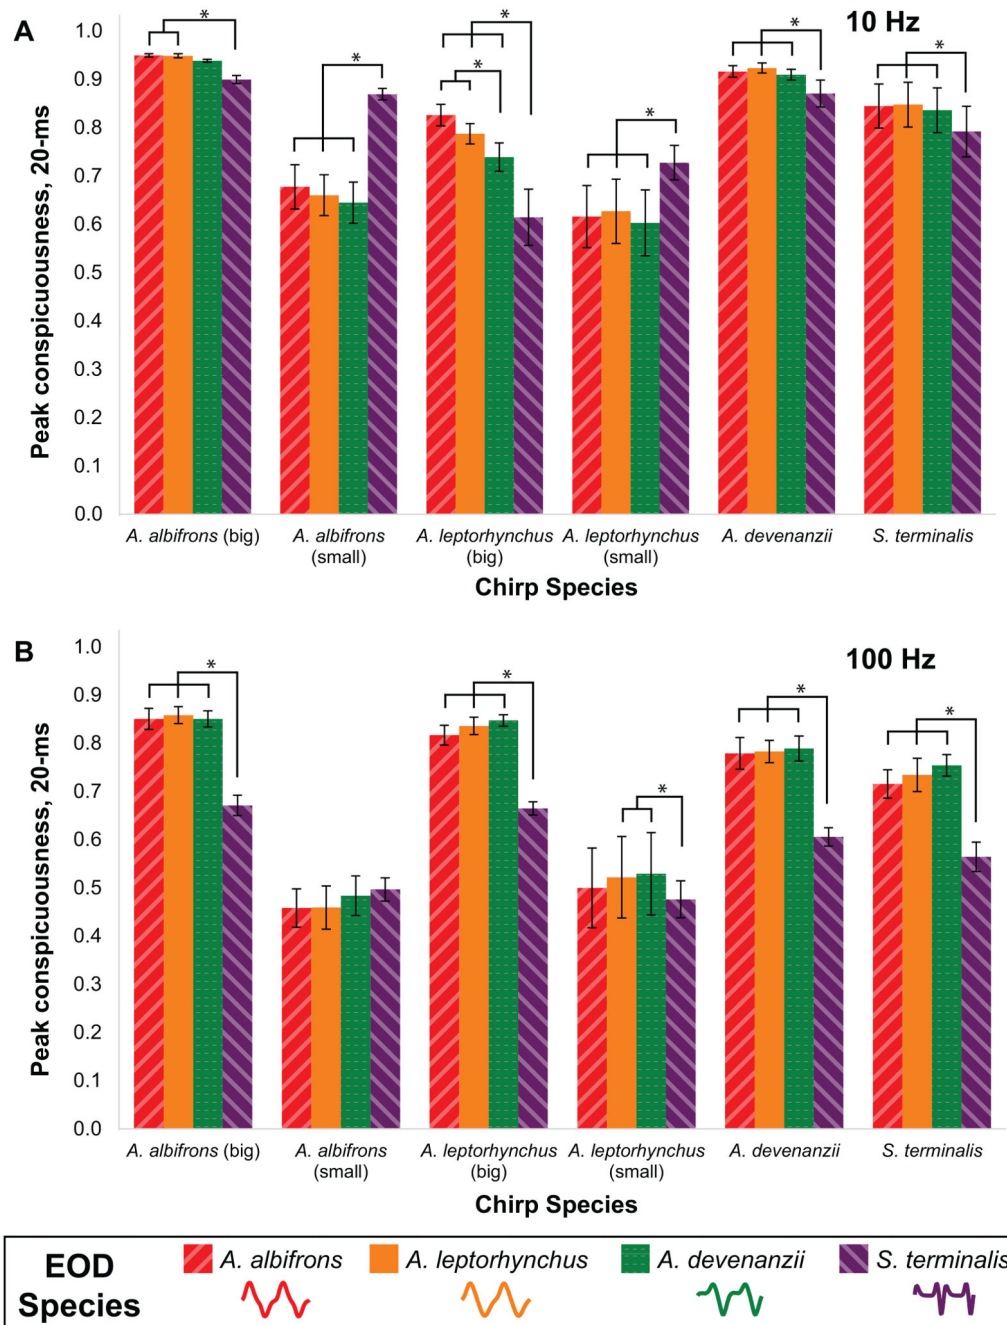 A
10 Hz
Peak conspicuousness, 20-ms
1.0
0.9
0.8
0.7
0.6
0.5
0.4
0.3
0.2
0.1
0.0
*
*
*
*
*
*
*
A. albifrons (big)
A. albifrons
(small)
A. leptorhynchus
(big)
A. leptorhynchus
(small)
A. devenanzii
S. terminalis
Chirp Species
B
100 Hz
Peak conspicuousness, 20-ms
1.0
0.9
0.8
0.7
0.6
0.5
0.4
0.3
0.2
0.1
0.0
*
*
*
*
*
A. albifrons (big)
A. albifrons
(small)
A. leptorhynchus
(big)
A. leptorhynchus
(small)
A. devenanzii
S. terminalis
Chirp Species
EOD
Species
A. albifrons
A. leptorhynchus
A. devenanzii
S. terminalis